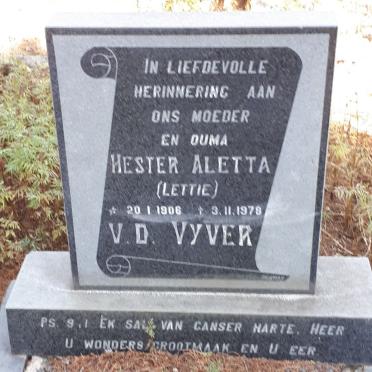 IN LIEFDEVOLLE
HERINNERING AAN
ONS MOEDER
EN OUMA
HESTER ALETTA
(LETTIE)
* 20·1·1906 † 3.11.1978
V.D. VYVER
PS 9,1 EK SAL VAN GANSER HARTE, HEER
U WONDERS GROOTMAAK EN U EER